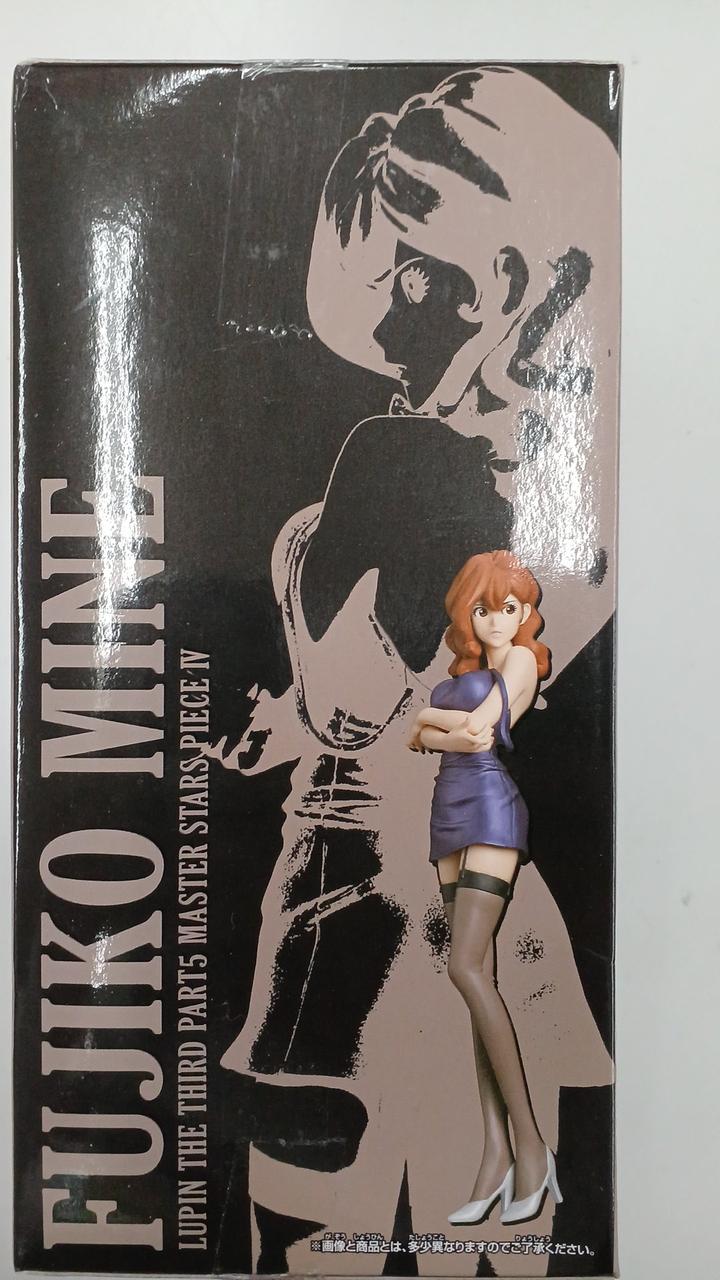 FUJIKO MINE
LUPIN THE THIRD PART5 MASTER STARS PIECE IV
※画像と商品とは、多少異なりますのでご了承ください。